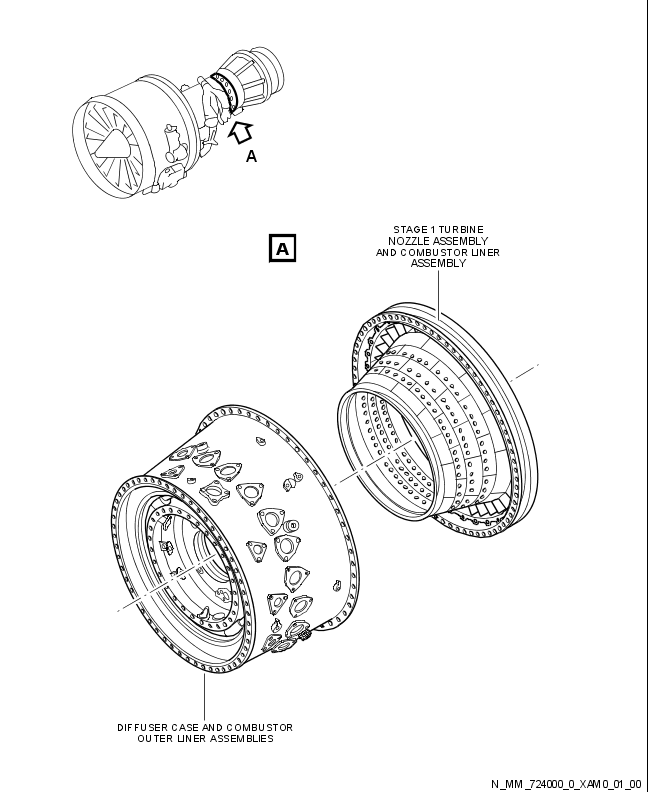 A
A
STAGE 1 TURBINE
NOZZLE ASSEMBLY
AND COMBUSTOR LINER
ASSEMBLY
DIFFUSER CASE AND COMBUSTOR
OUTER LINER ASSEMBLIES
N_MM_724000_0_XAM0_01_00